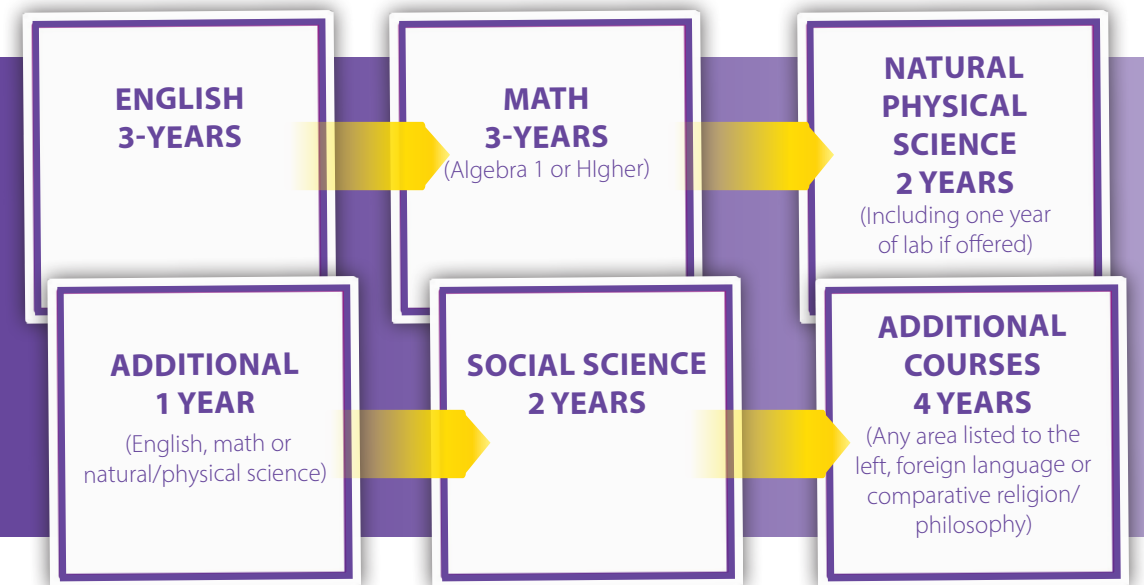 ENGLISH
3-YEARS
MATH
3-YEARS
(Algebra 1 or HIgher)
NATURAL
PHYSICAL
SCIENCE
2 YEARS
(Including one year
of lab if offered)
ADDITIONAL
1 YEAR
(English, math or
natural/physical science)
SOCIAL SCIENCE
2 YEARS
ADDITIONAL
COURSES
4 YEARS
(Any area listed to the
left, foreign language or
comparative religion/
philosophy)